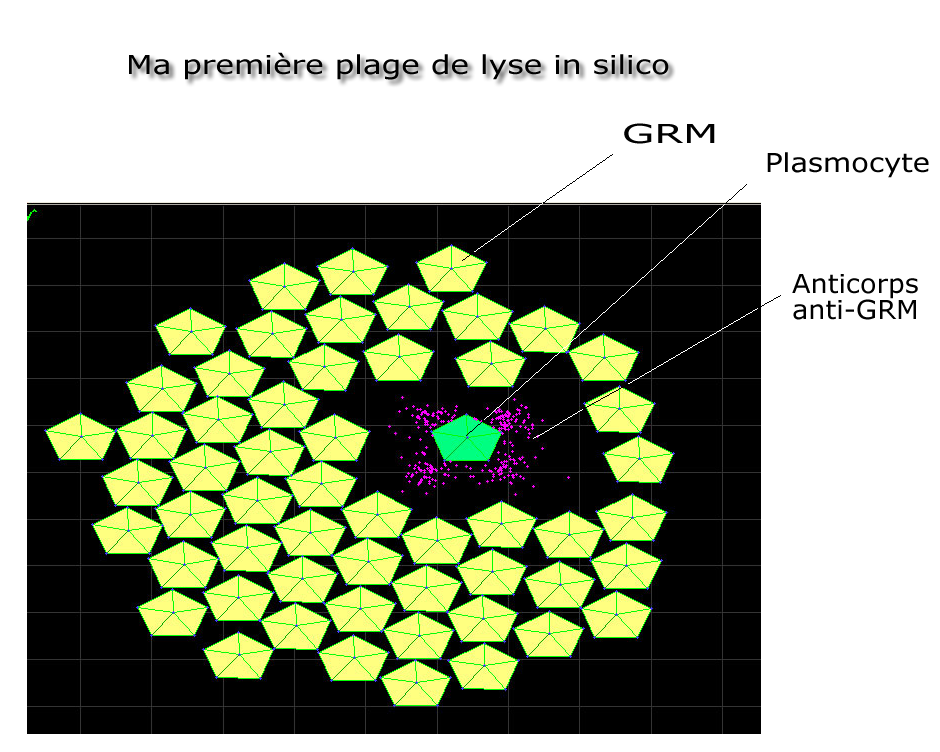 Ma première plage de lyse in silico
GRM
Plasmocyte
Anticorps
anti-GRM